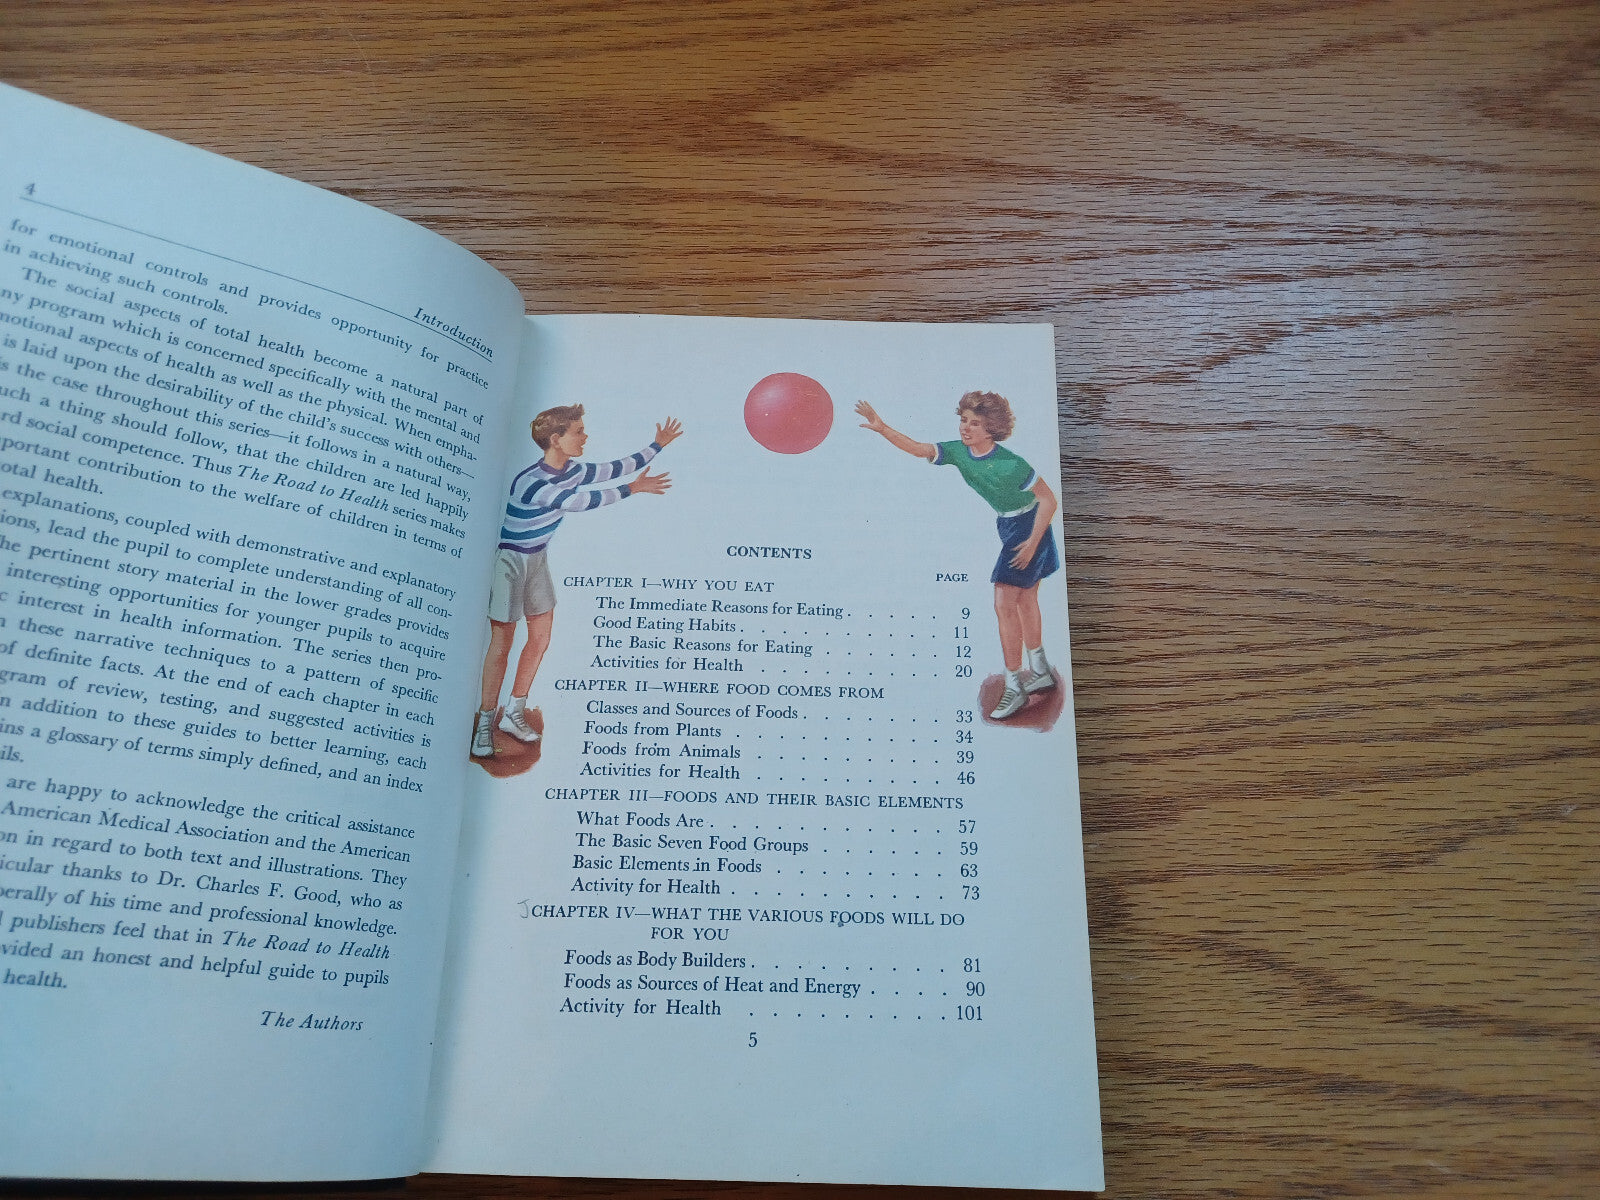 4
Introduction
for emotional controls and provides opportunity for practice
in achieving such controls.
The social aspects of total health become a natural part of
ny program which is concerned specifically with the mental and
motional aspects of health as well as the physical. When empha-
is laid upon the desirability of the child's success with others—
s the case throughout this series—it follows in a natural way,
uch a thing should follow, that the children are led happily
rd social competence. Thus The Road to Health series makes
portant contribution to the welfare of children in terms of
otal health.
explanations, coupled with demonstrative and explanatory
ions, lead the pupil to complete understanding of all con-
he pertinent story material in the lower grades provides
interesting opportunities for younger pupils to acquire
c interest in health information. The series then pro-
n these narrative techniques to a pattern of specific
of definite facts. At the end of each chapter in each
gram of review, testing, and suggested activities is
n addition to these guides to better learning, each
ins a glossary of terms simply defined, and an index
ils.
are happy to acknowledge the critical assistance
American Medical Association and the American
on in regard to both text and illustrations. They
icular thanks to Dr. Charles F. Good, who as
erally of his time and professional knowledge.
publishers feel that in The Road to Health
vided an honest and helpful guide to pupils
health.
The Authors
CONTENTS
PAGE
CHAPTER I—WHY YOU EAT
The Immediate Reasons for Eating . . . . . 9
Good Eating Habits . . . . . . . . . . 11
The Basic Reasons for Eating . . . . . . 12
Activities for Health . . . . . . . . 20
CHAPTER II—WHERE FOOD COMES FROM
Classes and Sources of Foods . . . . . . . 33
Foods from Plants . . . . . . . . . 34
Foods from Animals . . . . . . . . 39
Activities for Health . . . . . . . . 46
CHAPTER III—FOODS AND THEIR BASIC ELEMENTS
What Foods Are . . . . . . . . . . 57
The Basic Seven Food Groups . . . . . . 59
Basic Elements in Foods . . . . . . . 63
Activity for Health . . . . . . . . . 73
CHAPTER IV—WHAT THE VARIOUS FOODS WILL DO
FOR YOU
Foods as Body Builders . . . . . . . . 81
Foods as Sources of Heat and Energy . . . . 90
Activity for Health . . . . . . . . . 101
5